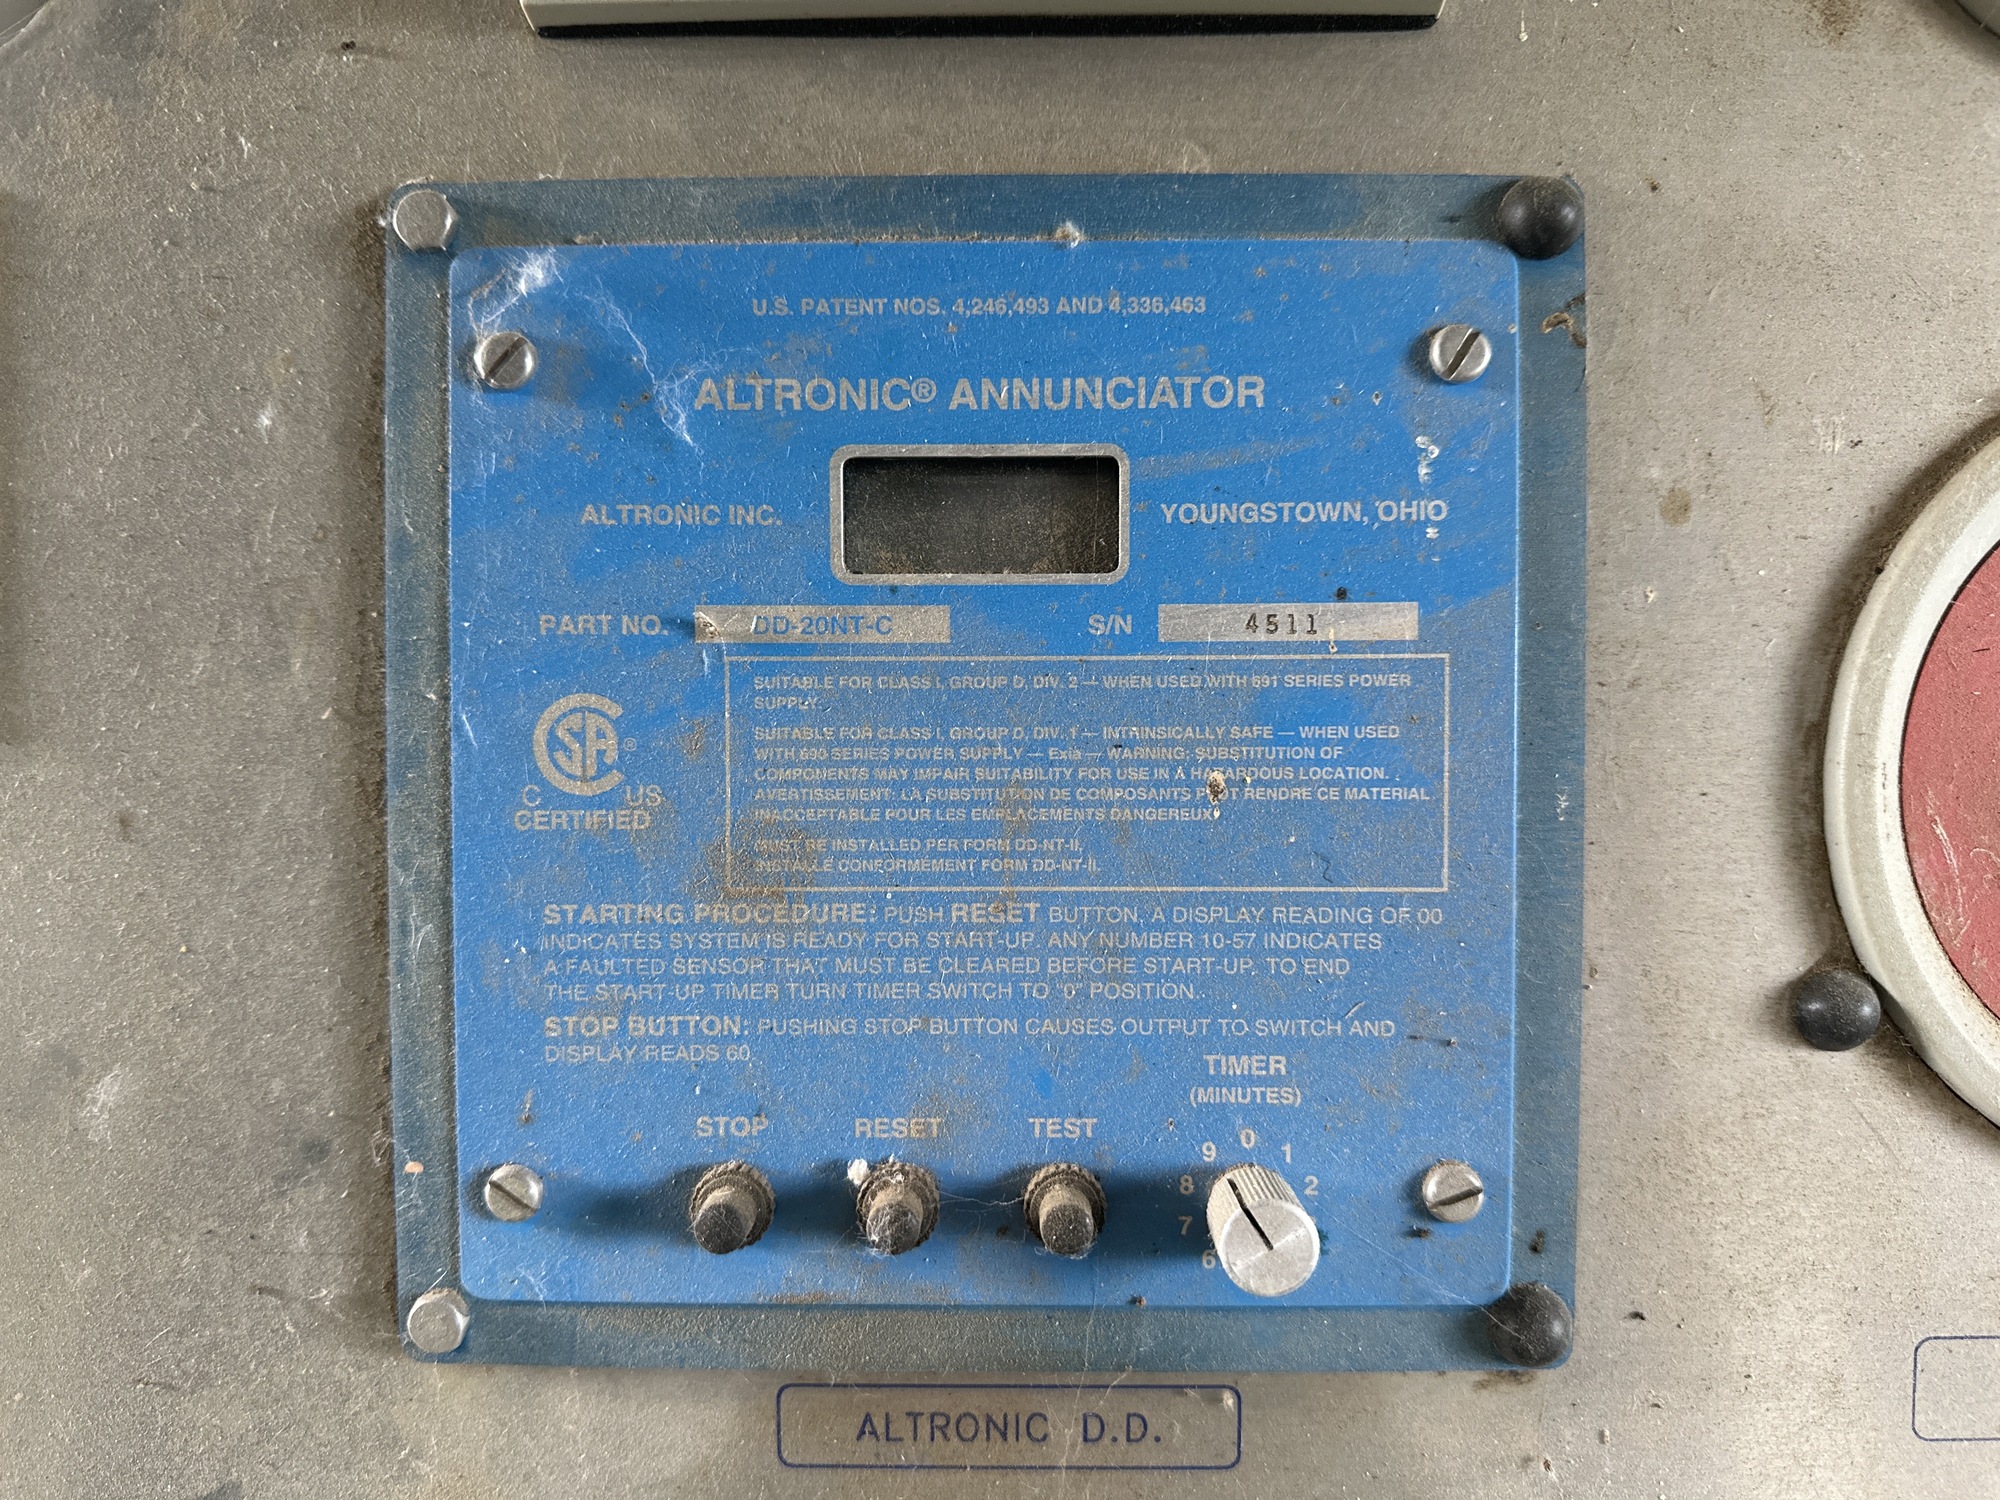 U.S. PATENT NOS. 4,246,493 AND 4,336,463
ALTRONIC® ANNUNCIATOR
ALTRONIC INC. YOUNGSTOWN, OHIO
PART NO. DD-20NT-C S/N 4511
SUITABLE FOR CLASS I, GROUP D, DIV. 2 — WHEN USED WITH 691 SERIES POWER
SUPPLY.
SUITABLE FOR CLASS I, GROUP D, DIV. 1 — INTRINSICALLY SAFE — WHEN USED
WITH 690 SERIES POWER SUPPLY — Exia — WARNING: SUBSTITUTION OF
COMPONENTS MAY IMPAIR SUITABILITY FOR USE IN A HAZARDOUS LOCATION.
AVERTISSEMENT: LA SUBSTITUTION DE COMPOSANTS PEUT RENDRE CE MATERIAL
INACCEPTABLE POUR LES EMPLACEMENTS DANGEREUX.
MUST BE INSTALLED PER FORM DD-NT-II.
INSTALLE CONFORMÉMENT FORM DD-NT-II.
CSA®
C US
CERTIFIED
STARTING PROCEDURE: PUSH RESET BUTTON. A DISPLAY READING OF 00
INDICATES SYSTEM IS READY FOR START-UP. ANY NUMBER 10-57 INDICATES
A FAULTED SENSOR THAT MUST BE CLEARED BEFORE START-UP. TO END
THE START-UP TIMER TURN TIMER SWITCH TO "0" POSITION.
STOP BUTTON: PUSHING STOP BUTTON CAUSES OUTPUT TO SWITCH AND
DISPLAY READS 60.
TIMER
(MINUTES)
STOP RESET TEST
9 0 1
8 2
7
6
ALTRONIC D.D.